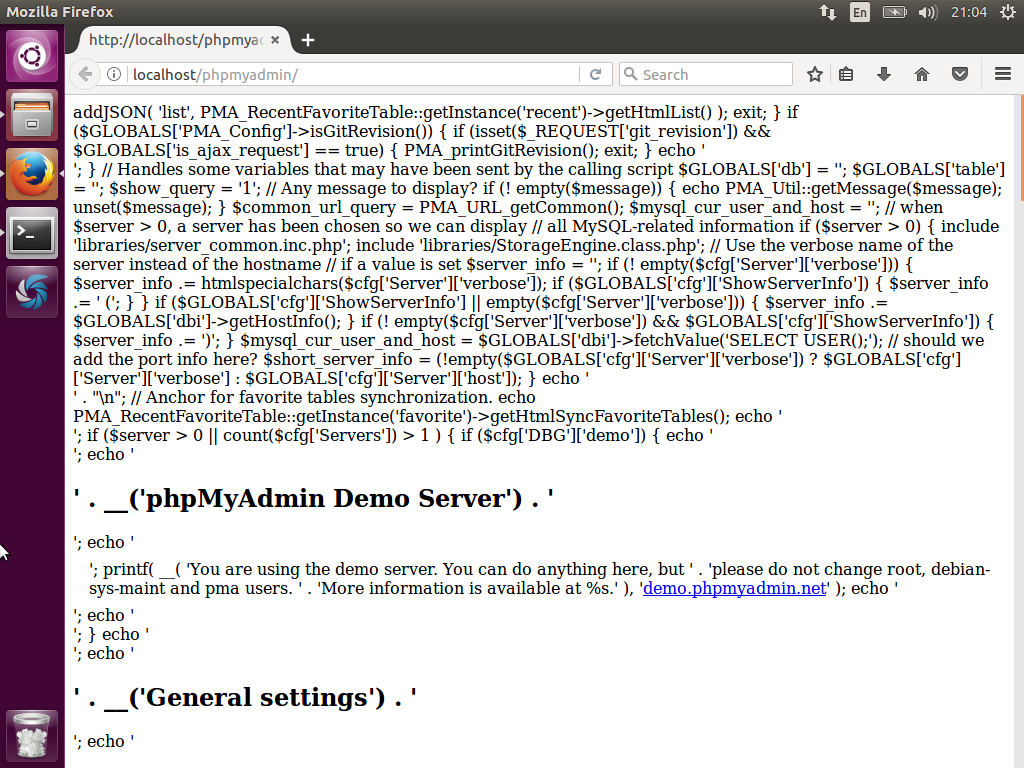 Mozilla Firefox
En
21:04
http://localhost/phpmya
localhost/phpmyadmin/
Search
addJSON( 'list', PMA_RecentFavoriteTable::getInstance('recent')->getHtmlList() ); exit; } if
($GLOBALS['PMA_Config']->isGitRevision()) { if (isset($_REQUEST['git_revision']) &&
$GLOBALS['is_ajax_request'] == true) { PMA_printGitRevision(); exit; } echo '
'; } // Handles some variables that may have been sent by the calling script $GLOBALS['db'] = ''; $GLOBALS['table']
= ''; $show_query = '1'; // Any message to display? if (! empty($message)) { echo PMA_Util::getMessage($message);
unset($message); } $common_url_query = PMA_URL_getCommon(); $mysql_cur_user_and_host = ''; // when
$server > 0, a server has been chosen so we can display // all MySQL-related information if ($server > 0) { include
'libraries/server_common.inc.php'; include 'libraries/StorageEngine.class.php'; // Use the verbose name of the
server instead of the hostname // if a value is set $server_info = ''; if (! empty($cfg['Server']['verbose'])) {
$server_info .= htmlspecialchars($cfg['Server']['verbose']); if ($GLOBALS['cfg']['ShowServerInfo']) { $server_info
.= ' ('; } } if ($GLOBALS['cfg']['ShowServerInfo'] || empty($cfg['Server']['verbose'])) { $server_info .=
$GLOBALS['dbi']->getHostInfo(); } if (! empty($cfg['Server']['verbose']) && $GLOBALS['cfg']['ShowServerInfo']) {
$server_info .= ')'; } $mysql_cur_user_and_host = $GLOBALS['dbi']->fetchValue('SELECT USER();'); // should we
add the port info here? $short_server_info = (!empty($GLOBALS['cfg']['Server']['verbose']) ? $GLOBALS['cfg']
['Server']['verbose'] : $GLOBALS['cfg']['Server']['host']); } echo '
' . "\n"; // Anchor for favorite tables synchronization. echo
PMA_RecentFavoriteTable::getInstance('favorite')->getHtmlSyncFavoriteTables(); echo '
'; if ($server > 0 || count($cfg['Servers']) > 1 ) { if ($cfg['DBG']['demo']) { echo '
'; echo '
' . __('phpMyAdmin Demo Server') . '
'; echo '
'; printf( __( 'You are using the demo server. You can do anything here, but ' . 'please do not change root, debian-
sys-maint and pma users. ' . 'More information is available at %s.' ), 'demo.phpmyadmin.net' ); echo '
'; echo '
'; } echo '
'; echo '
' . __('General settings') . '
'; echo '